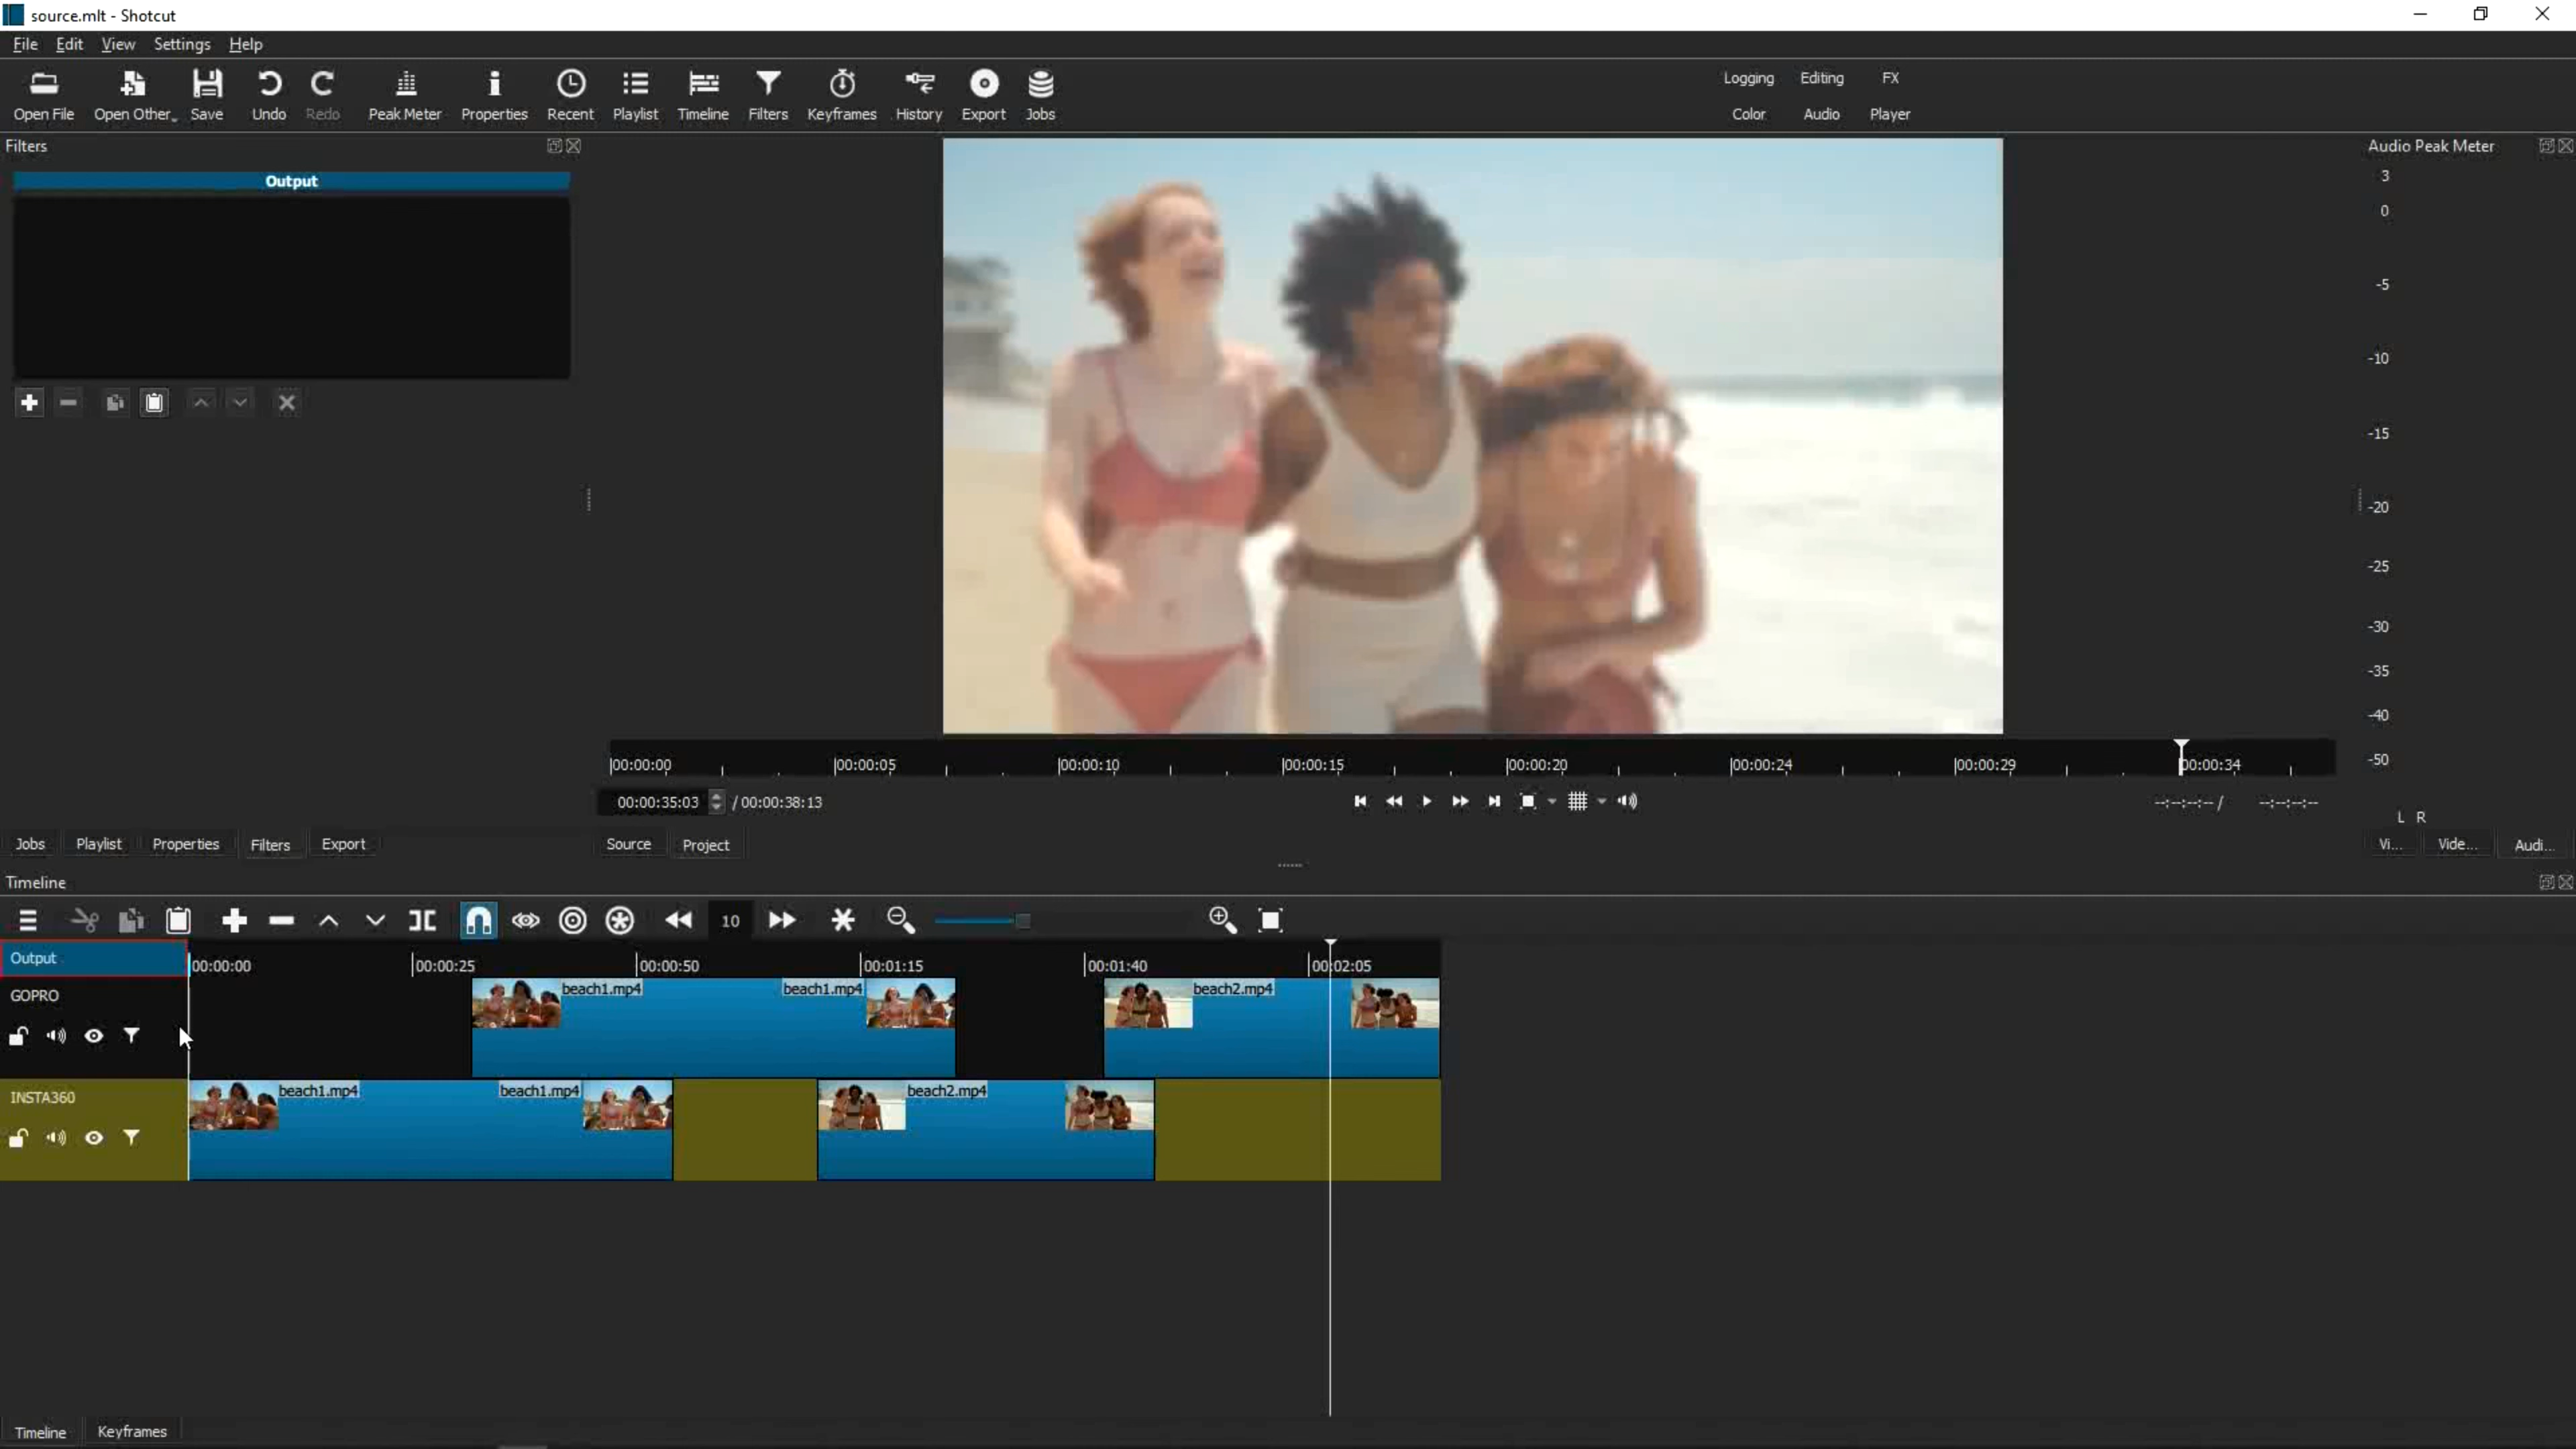 source.mlt - Shotcut
File Edit View Settings Help
Open File Open Other... Save Undo Redo Peak Meter Properties Recent Playlist Timeline Filters Keyframes History Export Jobs
Logging Editing FX
Color Audio Player
Filters
Output
Audio Peak Meter
3
0
-5
-10
-15
-20
-25
-30
-35
-40
-50
L R
00:00:00 00:00:05 00:00:10 00:00:15 00:00:20 00:00:24 00:00:29 00:00:34
00:00:35:03 / 00:00:38:13
--:--:--:-- / --:--:--:--
Jobs Playlist Properties Filters Export
Source Project
Vi... Vide... Audi...
Timeline
10
Output
00:00:00 00:00:25 00:00:50 00:01:15 00:01:40 00:02:05
GOPRO
beach1.mp4 beach1.mp4 beach2.mp4
INSTA360
beach1.mp4 beach1.mp4 beach2.mp4
Timeline Keyframes